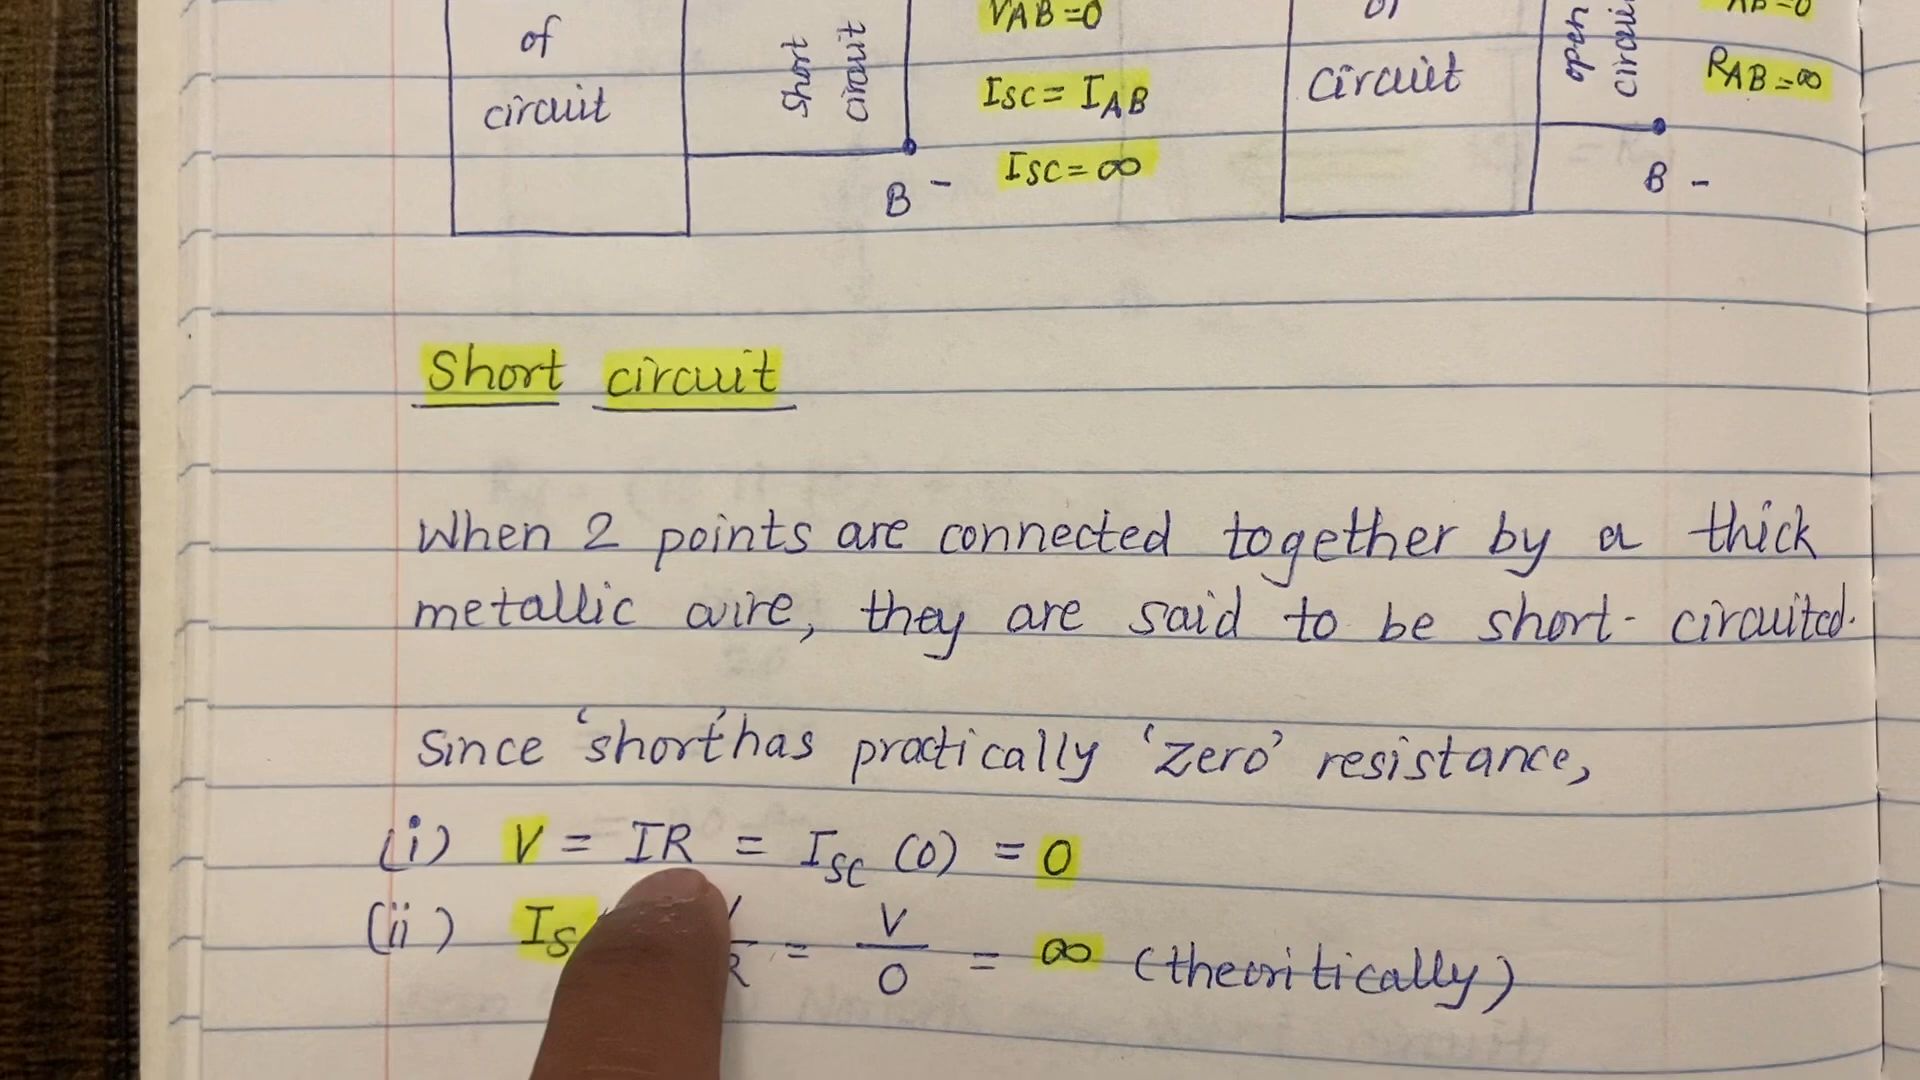 of
circuit
short
circuit
VAB=0
ISC= IAB
ISC= ∞
B -
circuit
open
RAB=∞
B -
Short circuit
When 2 points are connected together by a thick
metallic wire, they are said to be short-circuited.
Since 'short' has practically 'zero' resistance,
(i) V = IR = ISC (0) = 0
(ii) IS = V/0 = ∞ (theoritically)